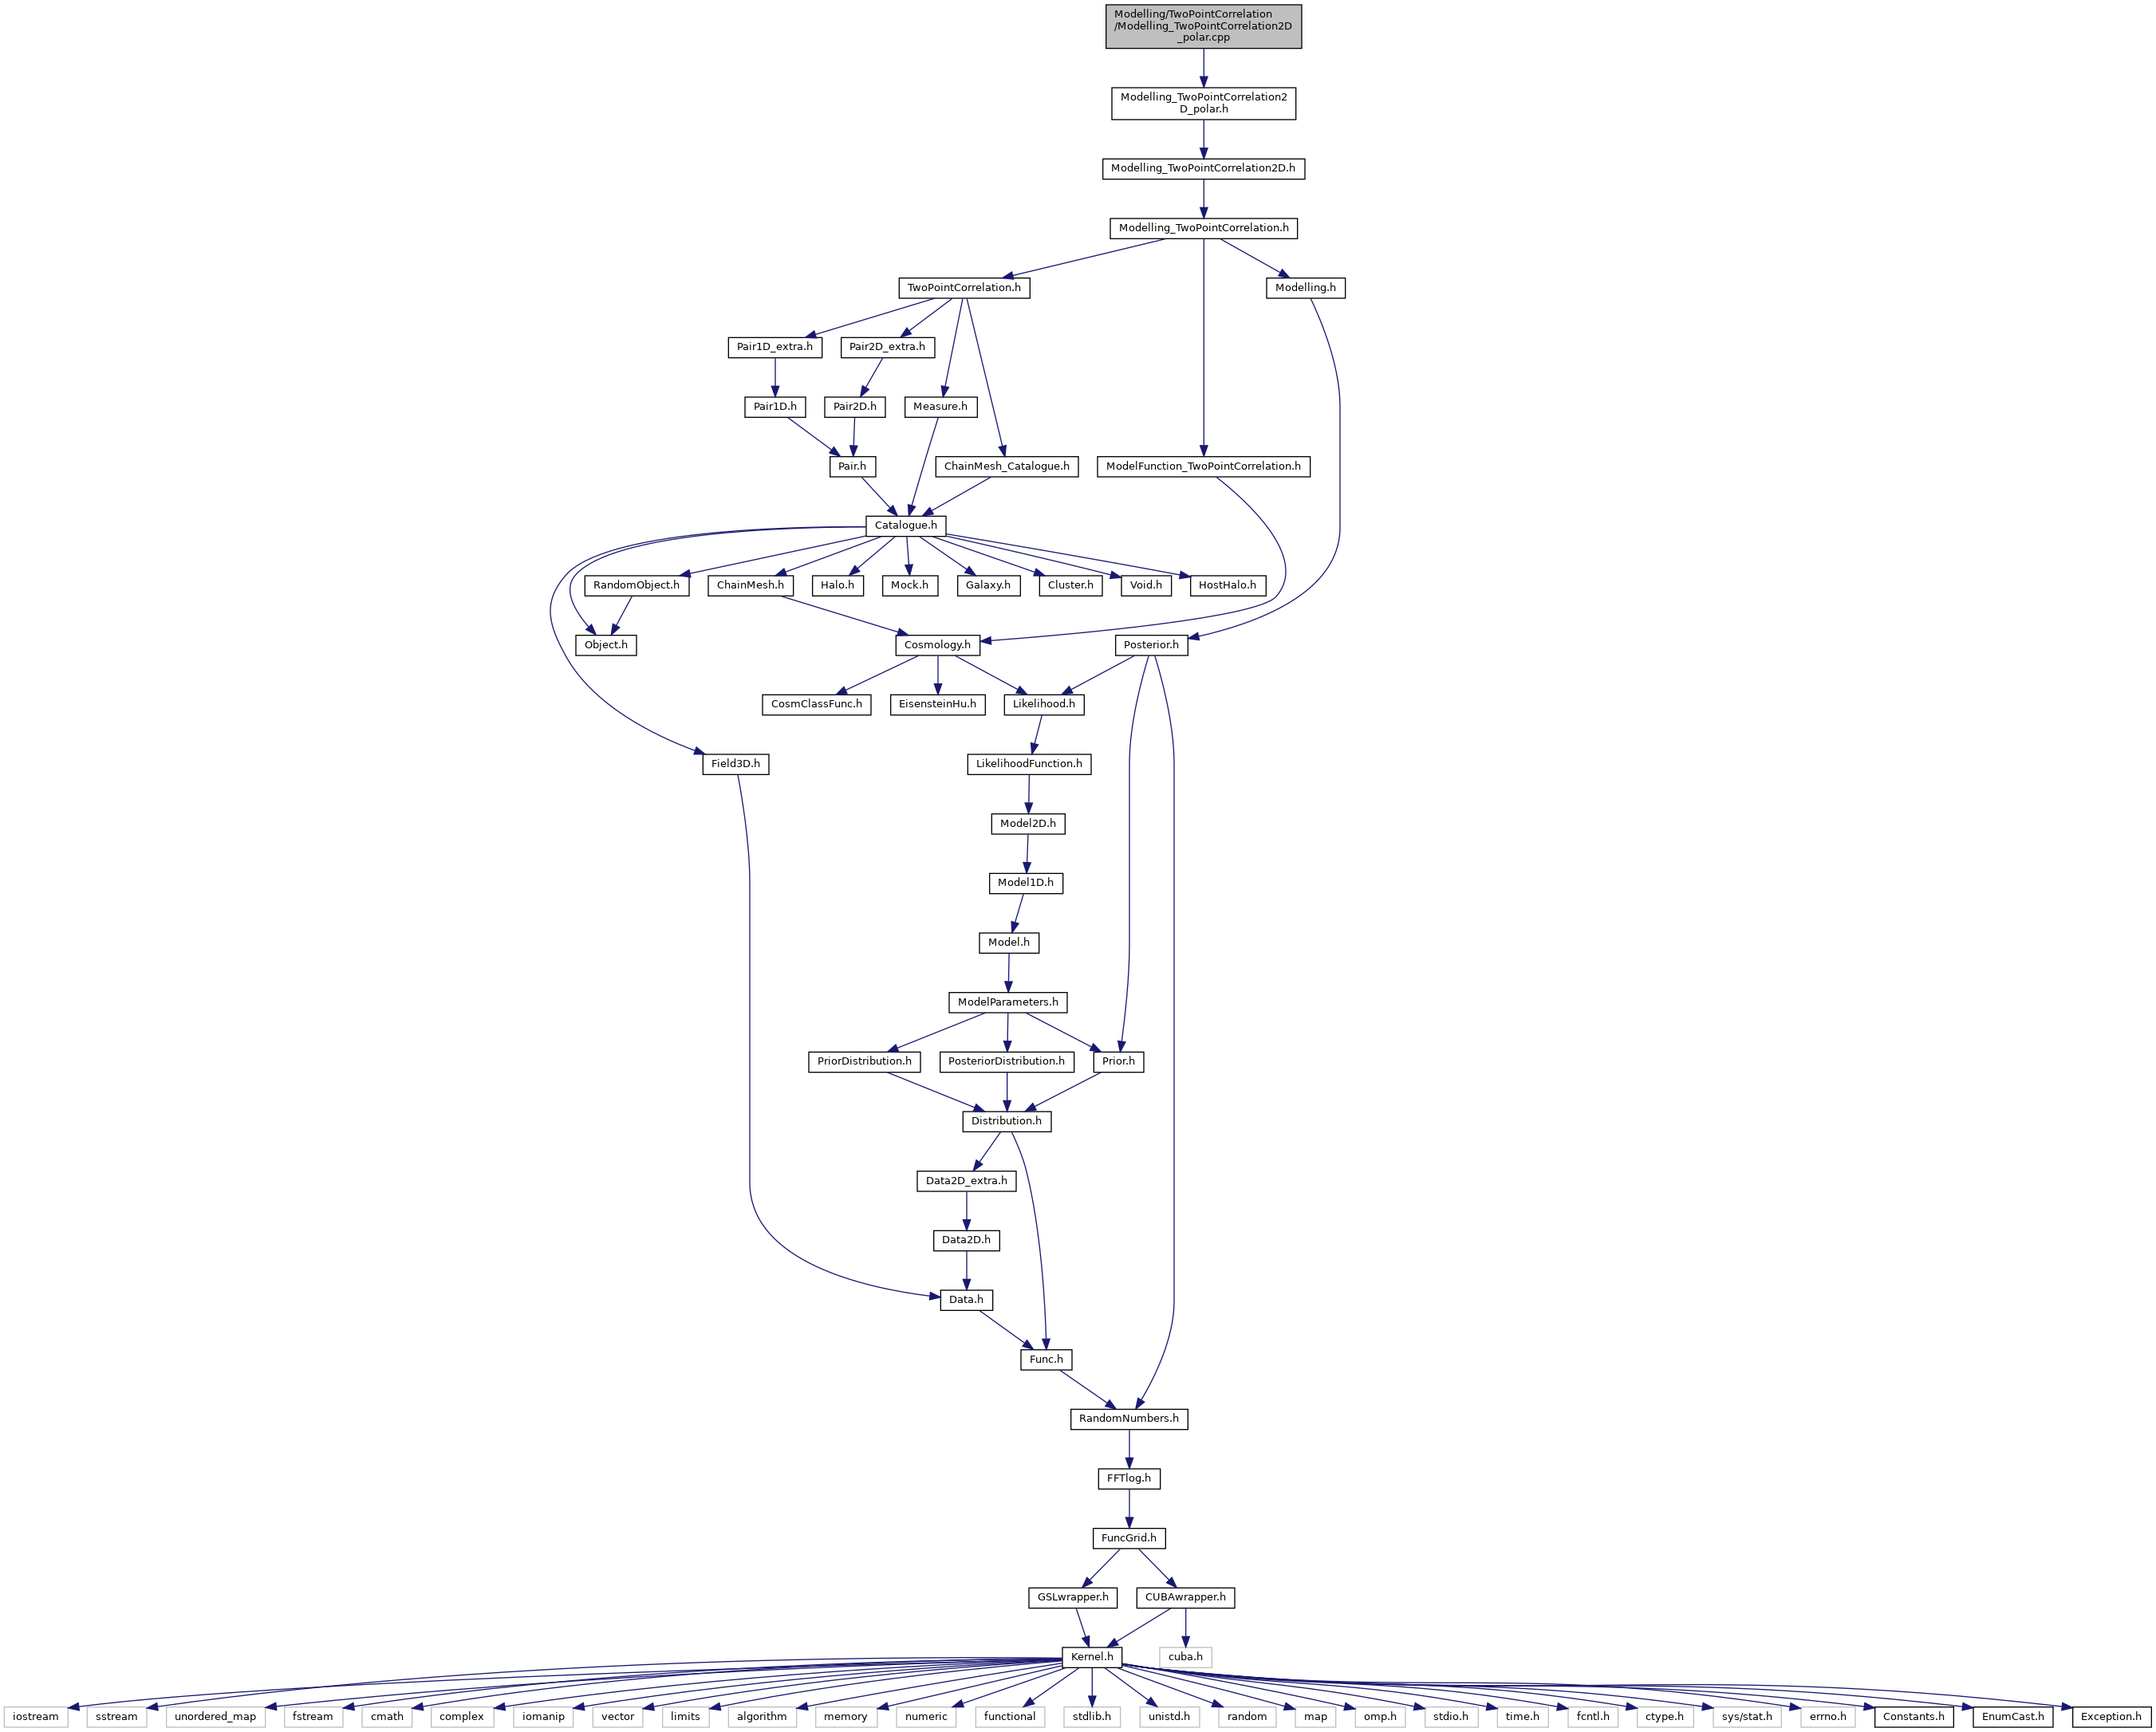 Modelling/TwoPointCorrelation
/Modelling_TwoPointCorrelation2D
_polar.cpp
Modelling_TwoPointCorrelation2
D_polar.h
Modelling_TwoPointCorrelation2D.h
Modelling_TwoPointCorrelation.h
TwoPointCorrelation.h
Modelling.h
Pair1D_extra.h
Pair2D_extra.h
Pair1D.h
Pair2D.h
Measure.h
Pair.h
ChainMesh_Catalogue.h
ModelFunction_TwoPointCorrelation.h
Catalogue.h
RandomObject.h
ChainMesh.h
Halo.h
Mock.h
Galaxy.h
Cluster.h
Void.h
HostHalo.h
Object.h
Cosmology.h
Posterior.h
CosmClassFunc.h
EisensteinHu.h
Likelihood.h
Field3D.h
LikelihoodFunction.h
Model2D.h
Model1D.h
Model.h
ModelParameters.h
PriorDistribution.h
PosteriorDistribution.h
Prior.h
Distribution.h
Data2D_extra.h
Data2D.h
Data.h
Func.h
RandomNumbers.h
FFTlog.h
FuncGrid.h
GSLwrapper.h
CUBAwrapper.h
Kernel.h
cuba.h
iostream
sstream
unordered_map
fstream
cmath
complex
iomanip
vector
limits
algorithm
memory
numeric
functional
stdlib.h
unistd.h
random
map
omp.h
stdio.h
time.h
fcntl.h
ctype.h
sys/stat.h
errno.h
Constants.h
EnumCast.h
Exception.h